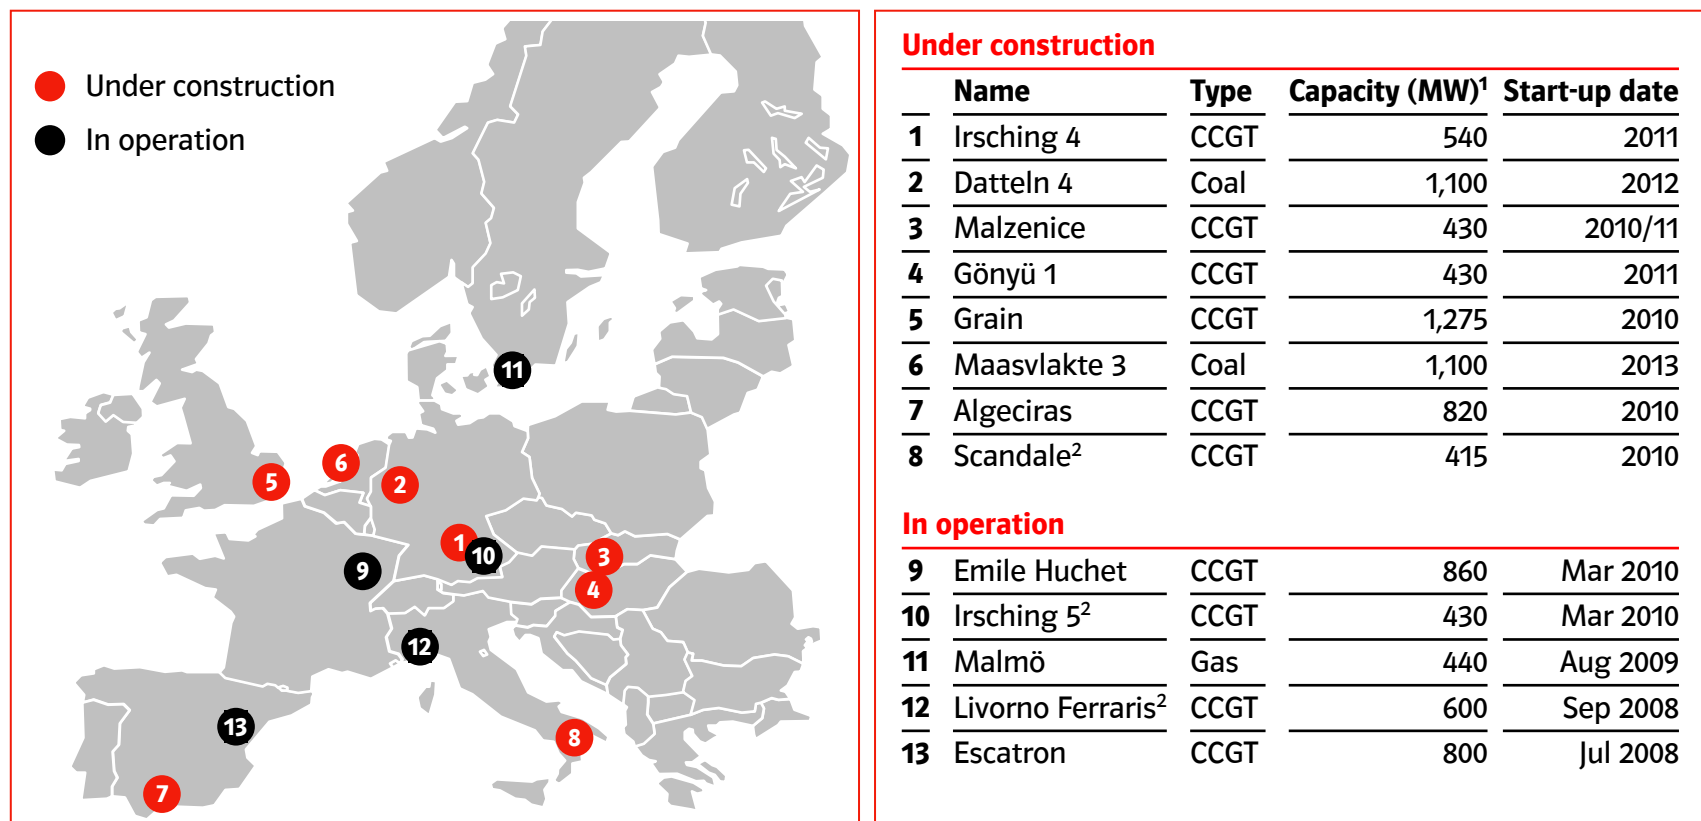 Under construction
In operation
11
6
5
2
1
10
3
9
4
12
13
8
7
Under construction
Name Type Capacity (MW)¹ Start-up date
1 Irsching 4 CCGT 540 2011
2 Datteln 4 Coal 1,100 2012
3 Malzenice CCGT 430 2010/11
4 Gönyü 1 CCGT 430 2011
5 Grain CCGT 1,275 2010
6 Maasvlakte 3 Coal 1,100 2013
7 Algeciras CCGT 820 2010
8 Scandale² CCGT 415 2010
In operation
9 Emile Huchet CCGT 860 Mar 2010
10 Irsching 5² CCGT 430 Mar 2010
11 Malmö Gas 440 Aug 2009
12 Livorno Ferraris² CCGT 600 Sep 2008
13 Escatron CCGT 800 Jul 2008